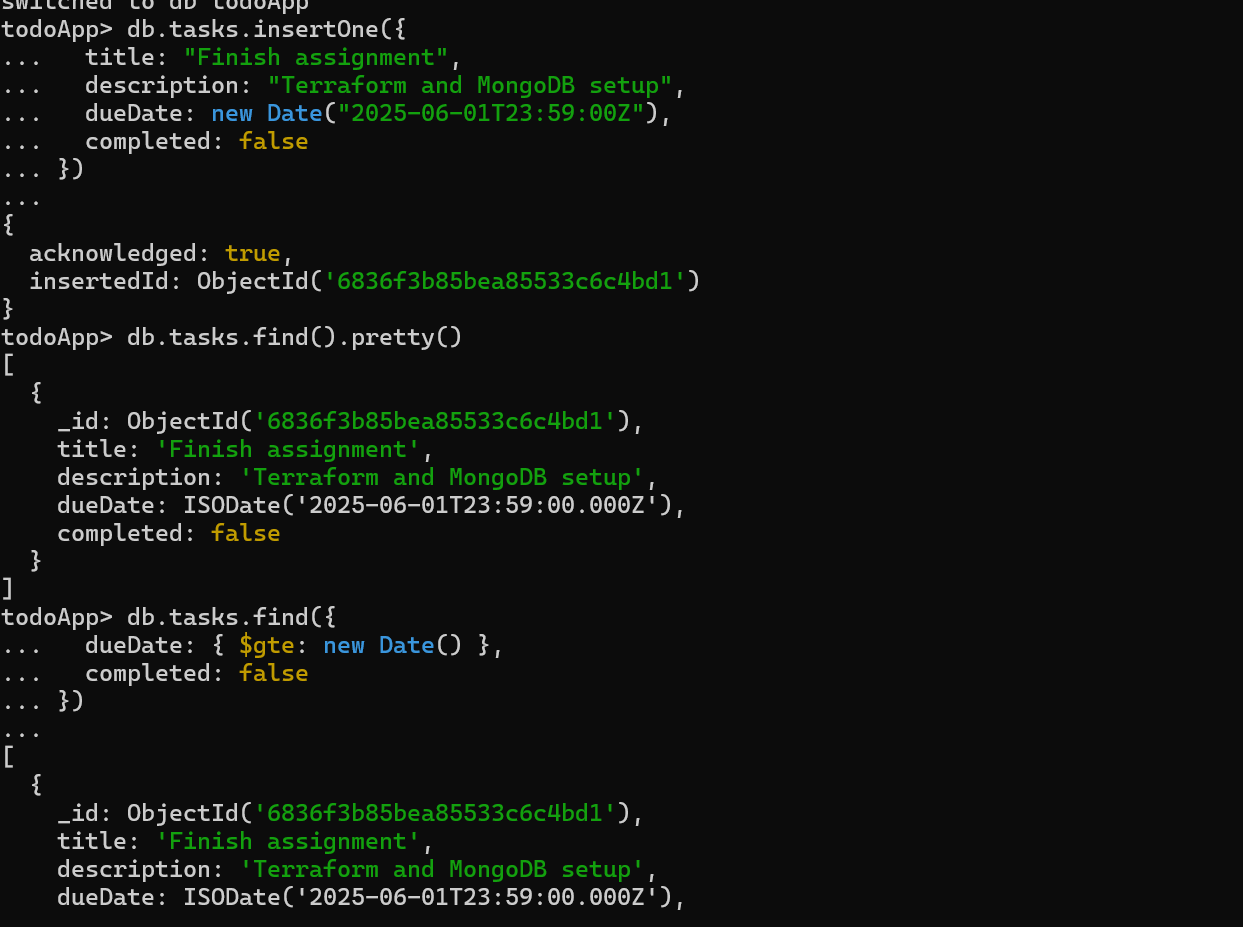 switched to db todoApp
todoApp> db.tasks.insertOne({
...   title: "Finish assignment",
...   description: "Terraform and MongoDB setup",
...   dueDate: new Date("2025-06-01T23:59:00Z"),
...   completed: false
... })
...
{
  acknowledged: true,
  insertedId: ObjectId('6836f3b85bea85533c6c4bd1')
}
todoApp> db.tasks.find().pretty()
[
  {
    _id: ObjectId('6836f3b85bea85533c6c4bd1'),
    title: 'Finish assignment',
    description: 'Terraform and MongoDB setup',
    dueDate: ISODate('2025-06-01T23:59:00.000Z'),
    completed: false
  }
]
todoApp> db.tasks.find({
...   dueDate: { $gte: new Date() },
...   completed: false
... })
...
[
  {
    _id: ObjectId('6836f3b85bea85533c6c4bd1'),
    title: 'Finish assignment',
    description: 'Terraform and MongoDB setup',
    dueDate: ISODate('2025-06-01T23:59:00.000Z'),